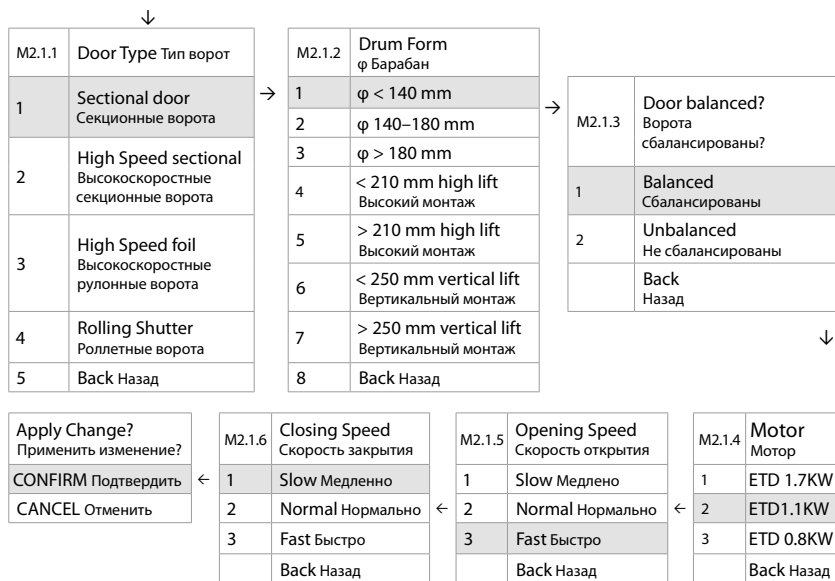 ↓
M2.1.1 Door Type Тип ворот
1 Sectional door
Секционные ворота
2 High Speed sectional
Высокоскоростные
секционные ворота
3 High Speed foil
Высокоскоростные
рулонные ворота
4 Rolling Shutter
Роллетные ворота
5 Back Назад
→
M2.1.2 Drum Form
φ Барабан
1 φ < 140 mm
2 φ 140–180 mm
3 φ > 180 mm
4 < 210 mm high lift
Высокий монтаж
5 > 210 mm high lift
Высокий монтаж
6 < 250 mm vertical lift
Вертикальный монтаж
7 > 250 mm vertical lift
Вертикальный монтаж
8 Back Назад
→
M2.1.3 Door balanced?
Ворота
сбалансированы?
1 Balanced
Сбалансированы
2 Unbalanced
Не сбалансированы
Back
Назад
↓
Apply Change?
Применить изменение?
CONFIRM Подтвердить
CANCEL Отменить
←
M2.1.6 Closing Speed
Скорость закрытия
1 Slow Медленно
2 Normal Нормально
3 Fast Быстро
Back Назад
←
M2.1.5 Opening Speed
Скорость открытия
1 Slow Медлено
2 Normal Нормально
3 Fast Быстро
Back Назад
←
M2.1.4 Motor
Мотор
1 ETD 1.7KW
2 ETD1.1KW
3 ETD 0.8KW
Back Назад